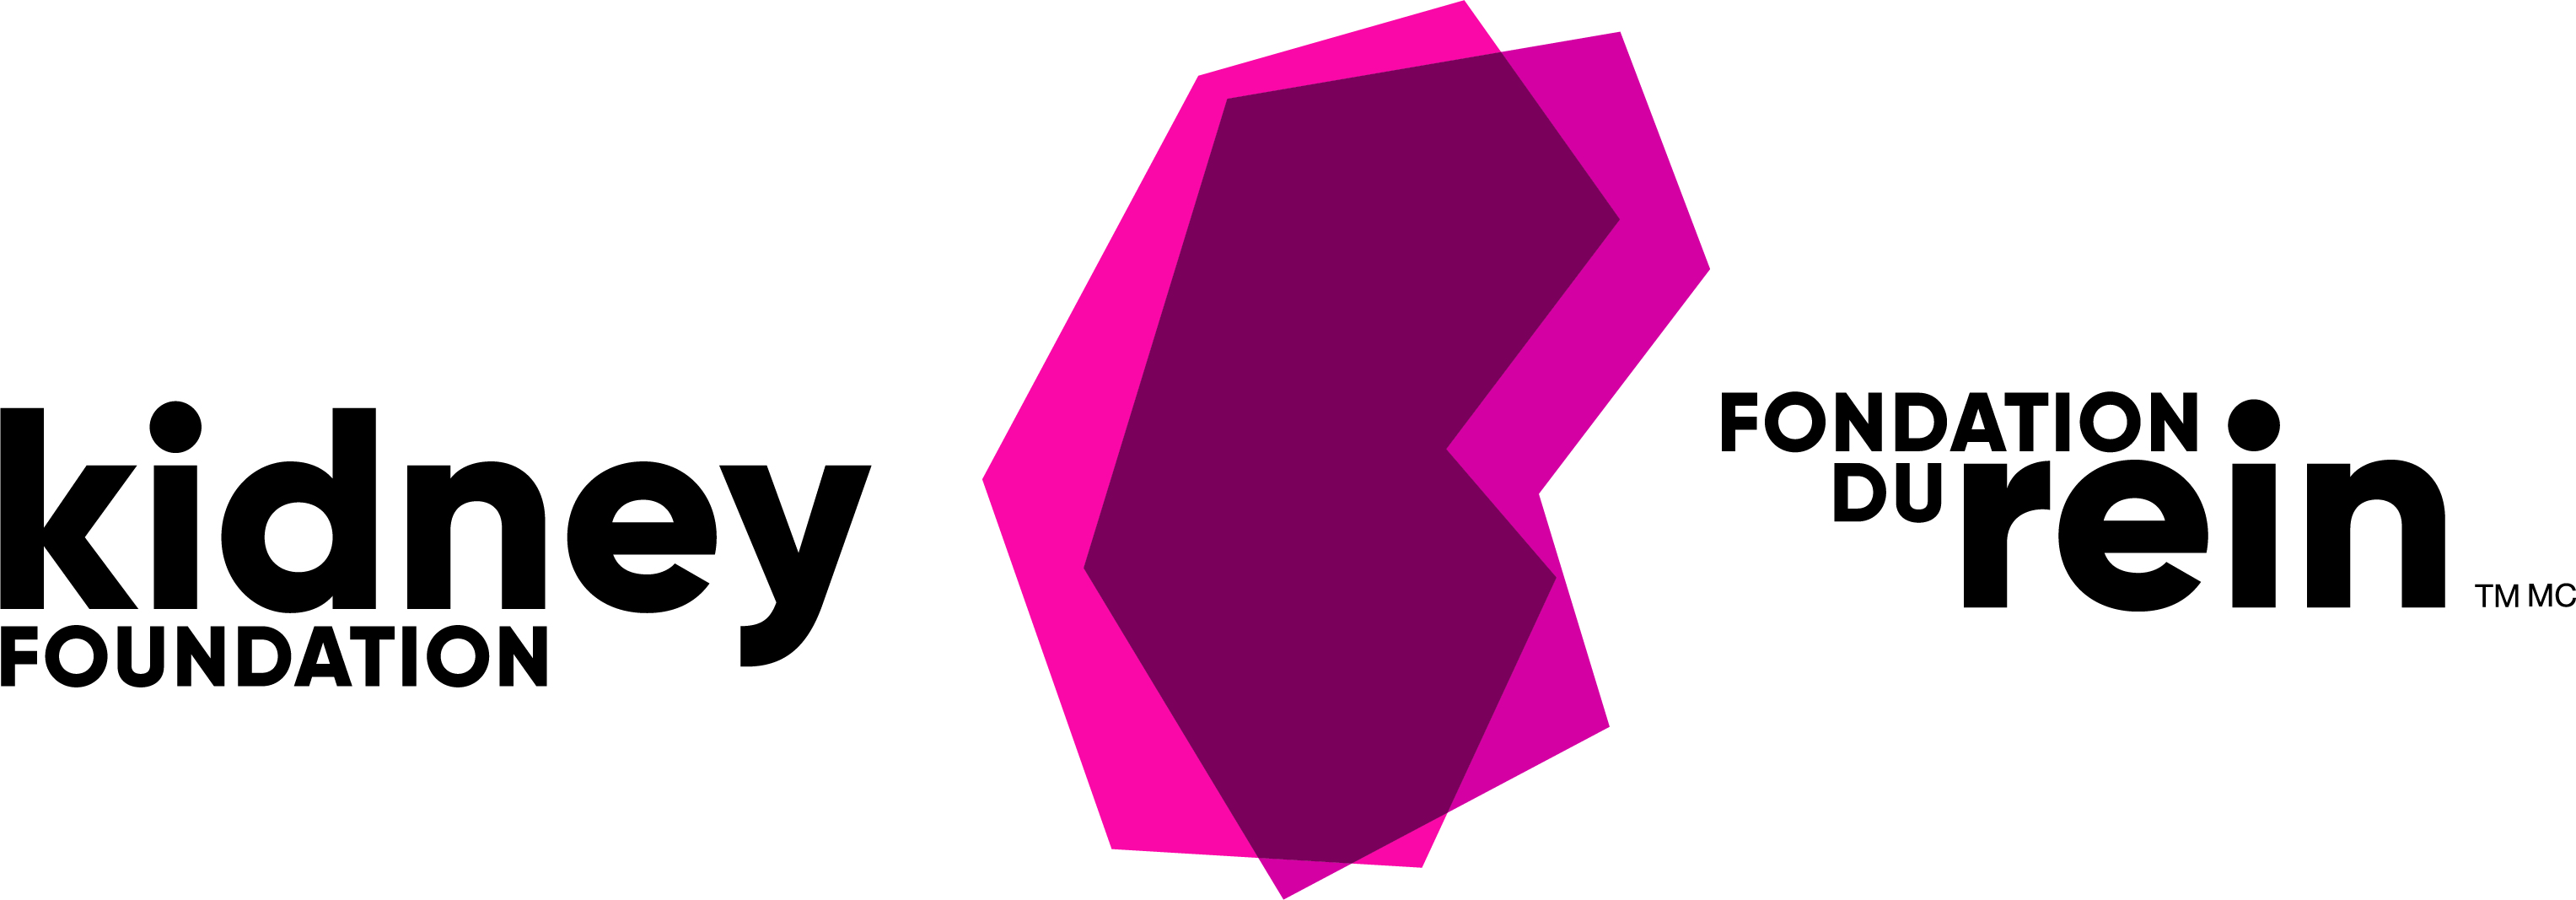 kidney
FOUNDATION
FONDATION
DU rein
TM MC